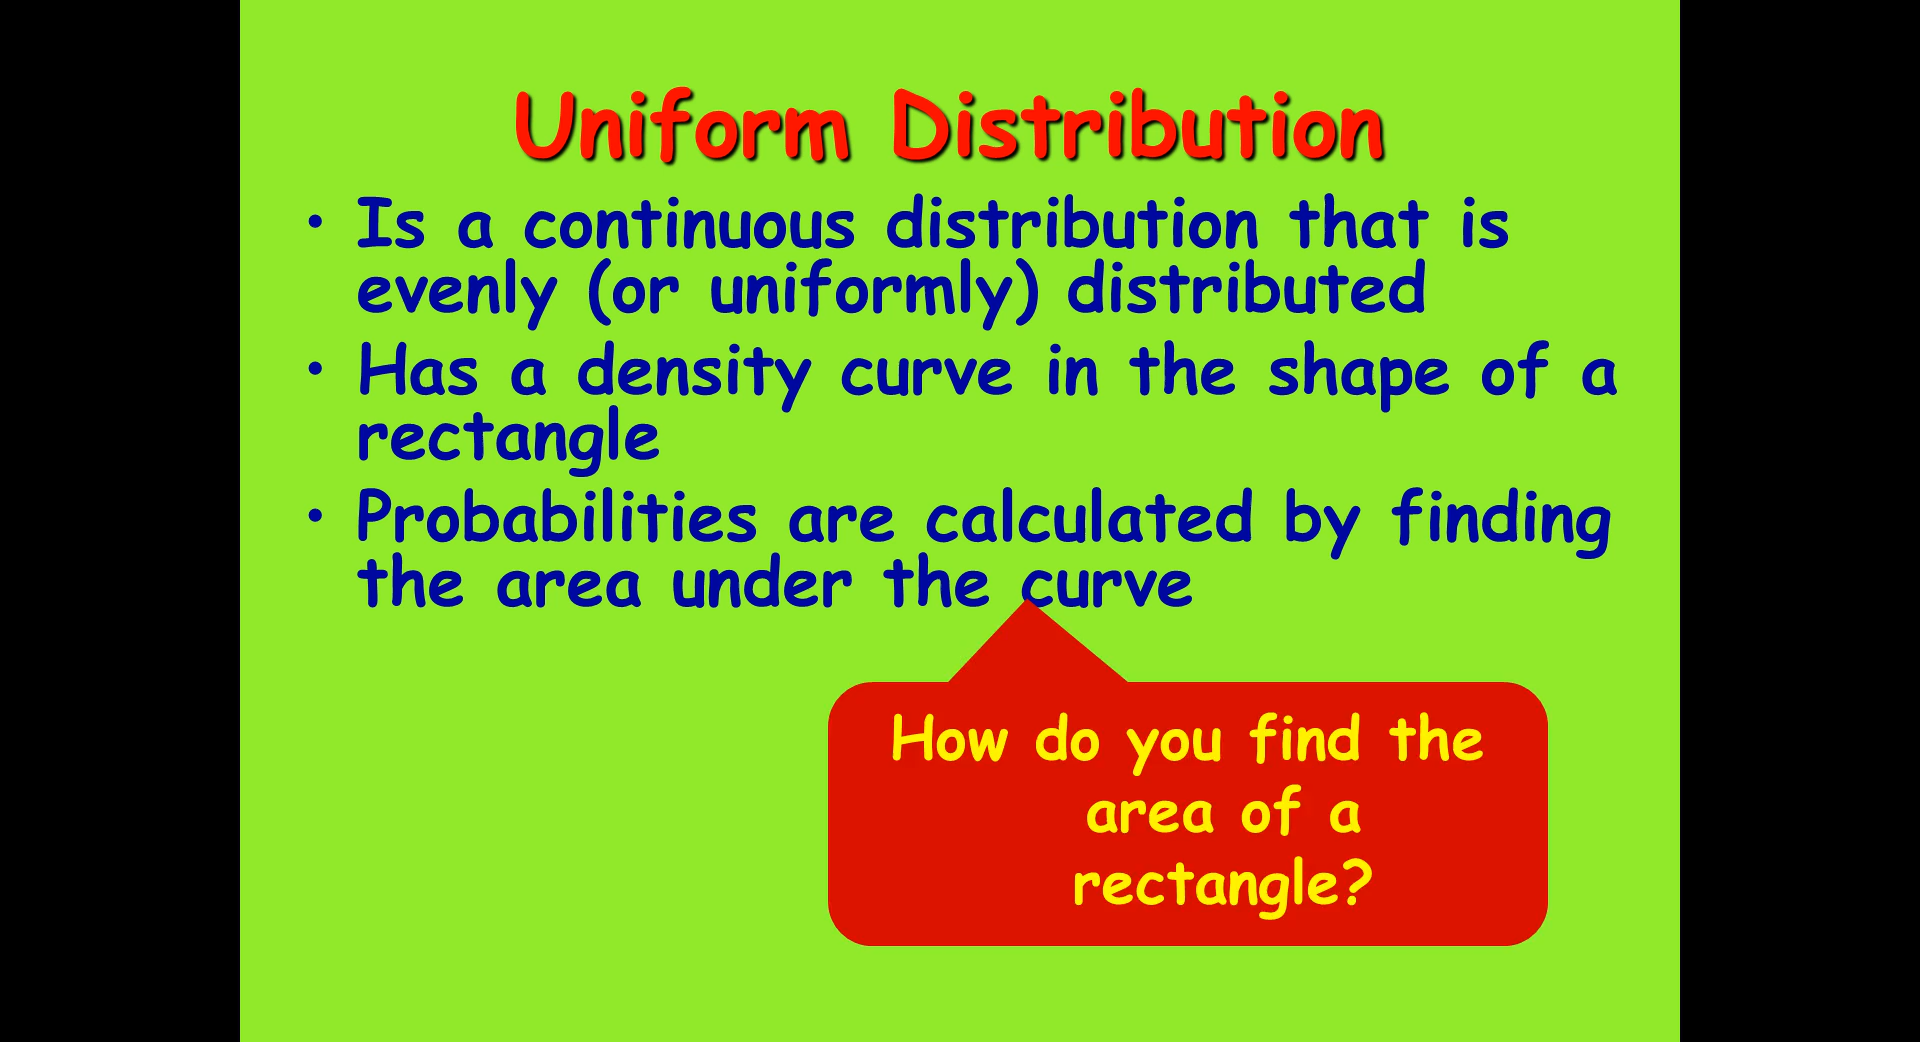 Uniform Distribution
• Is a continuous distribution that is
evenly (or uniformly) distributed
• Has a density curve in the shape of a
rectangle
• Probabilities are calculated by finding
the area under the curve
How do you find the
area of a
rectangle?